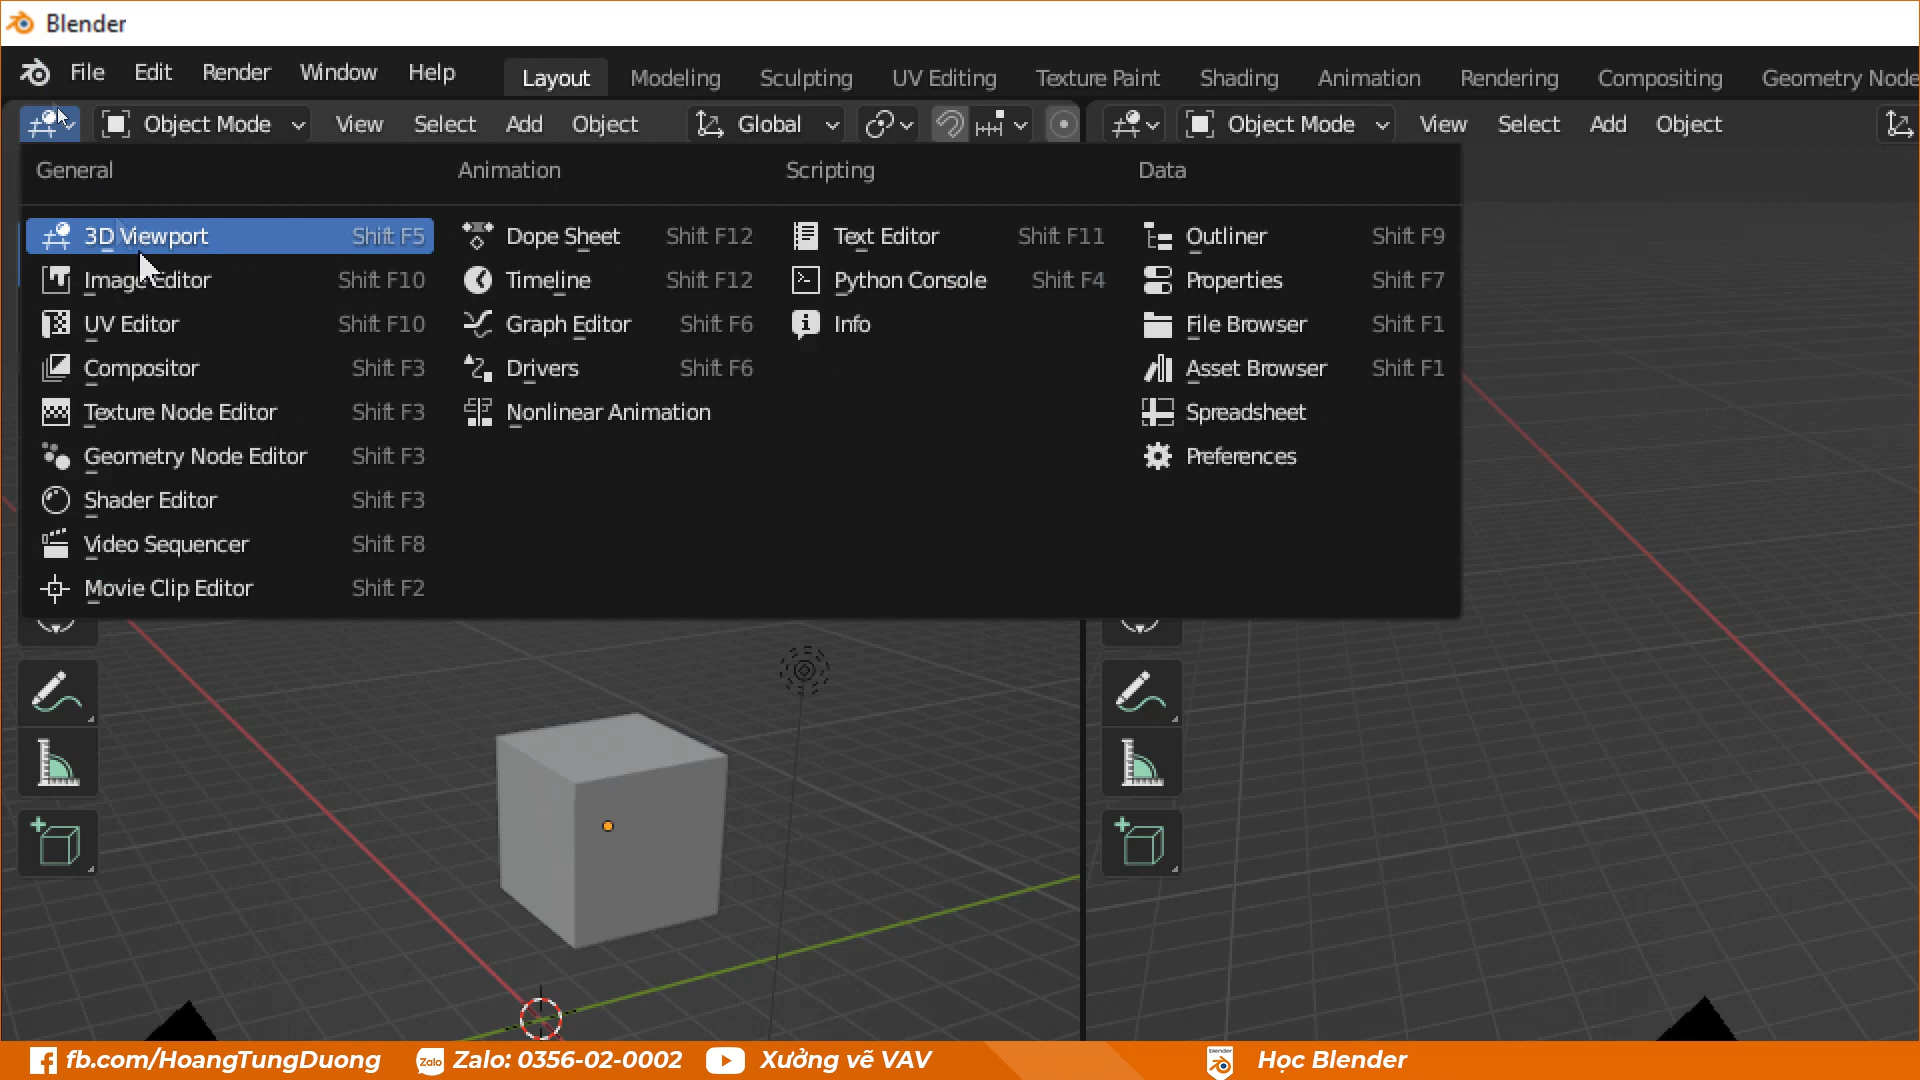 Blender
File Edit Render Window Help Layout Modeling Sculpting UV Editing Texture Paint Shading Animation Rendering Compositing Geometry Node
Object Mode View Select Add Object Global Object Mode View Select Add Object
General Animation Scripting Data
3D Viewport Shift F5 Dope Sheet Shift F12 Text Editor Shift F11 Outliner Shift F9
Image Editor Shift F10 Timeline Shift F12 Python Console Shift F4 Properties Shift F7
UV Editor Shift F10 Graph Editor Shift F6 Info File Browser Shift F1
Compositor Shift F3 Drivers Shift F6 Asset Browser Shift F1
Texture Node Editor Shift F3 Nonlinear Animation Spreadsheet
Geometry Node Editor Shift F3 Preferences
Shader Editor Shift F3
Video Sequencer Shift F8
Movie Clip Editor Shift F2
fb.com/HoangTungDuong Zalo Zalo: 0356-02-0002 Xưởng vẽ VAV blender Học Blender